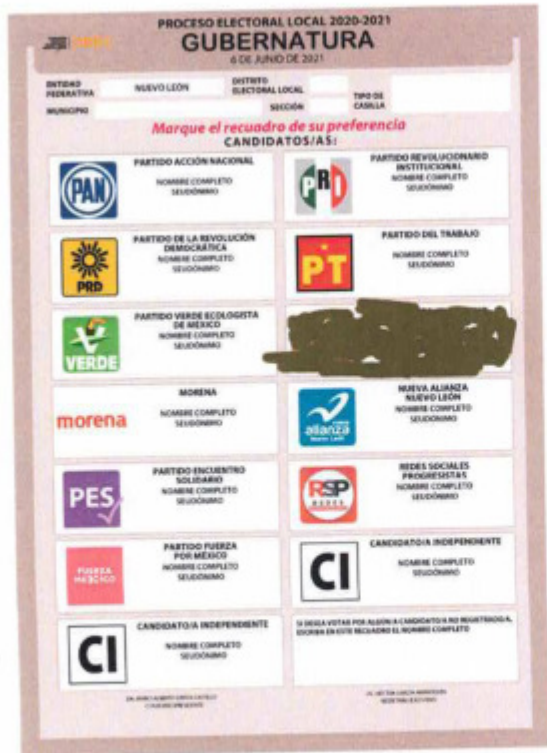 PROCESO ELECTORAL LOCAL 2020-2021
GUBERNATURA
6 DE JUNIO DE 2021
ENTIDAD FEDERATIVA
NUEVO LEÓN
DISTRITO ELECTORAL LOCAL
MUNICIPIO
SECCIÓN
TIPO DE CASILLA
Marque el recuadro de su preferencia
CANDIDATOS/AS:
PAN
PARTIDO ACCIÓN NACIONAL
NOMBRE COMPLETO
SEUDÓNIMO
PRI
PARTIDO REVOLUCIONARIO
INSTITUCIONAL
NOMBRE COMPLETO
SEUDÓNIMO
PRD
PARTIDO DE LA REVOLUCIÓN
DEMOCRÁTICA
NOMBRE COMPLETO
SEUDÓNIMO
PT
PARTIDO DEL TRABAJO
NOMBRE COMPLETO
SEUDÓNIMO
VERDE
PARTIDO VERDE ECOLOGISTA
DE MÉXICO
NOMBRE COMPLETO
SEUDÓNIMO
morena
MORENA
NOMBRE COMPLETO
SEUDÓNIMO
nueva
alianza
Nuevo León
NUEVA ALIANZA
NUEVO LEÓN
NOMBRE COMPLETO
SEUDÓNIMO
PES
PARTIDO ENCUENTRO
SOLIDARIO
NOMBRE COMPLETO
SEUDÓNIMO
RSP
REDES
REDES SOCIALES
PROGRESISTAS
NOMBRE COMPLETO
SEUDÓNIMO
FUERZA
MÉXICO
PARTIDO FUERZA
POR MÉXICO
NOMBRE COMPLETO
SEUDÓNIMO
CI
CANDIDATO/A INDEPENDIENTE
NOMBRE COMPLETO
SEUDÓNIMO
CI
CANDIDATO/A INDEPENDIENTE
NOMBRE COMPLETO
SEUDÓNIMO
SI DESEA VOTAR POR ALGÚN/A CANDIDATO/A NO REGISTRADO/A,
ESCRIBA EN ESTE RECUADRO EL NOMBRE COMPLETO